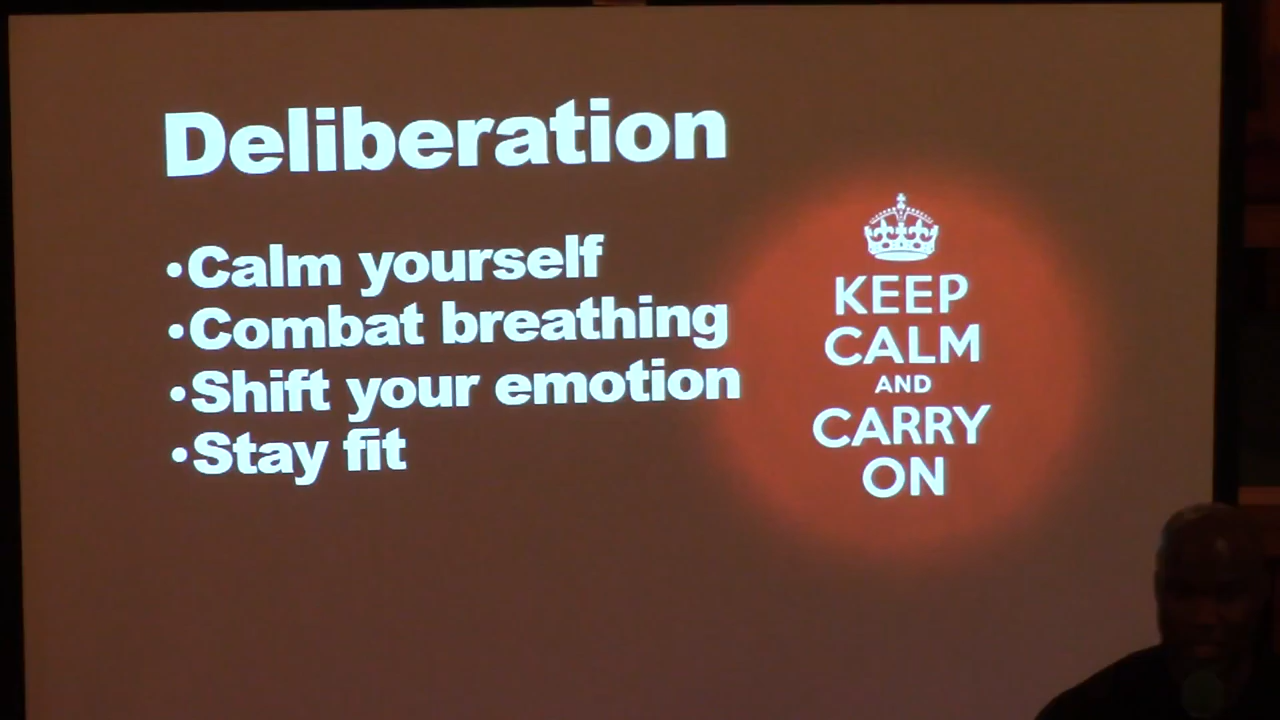 Deliberation
•Calm yourself
•Combat breathing
•Shift your emotion
•Stay fit
KEEP
CALM
AND
CARRY
ON